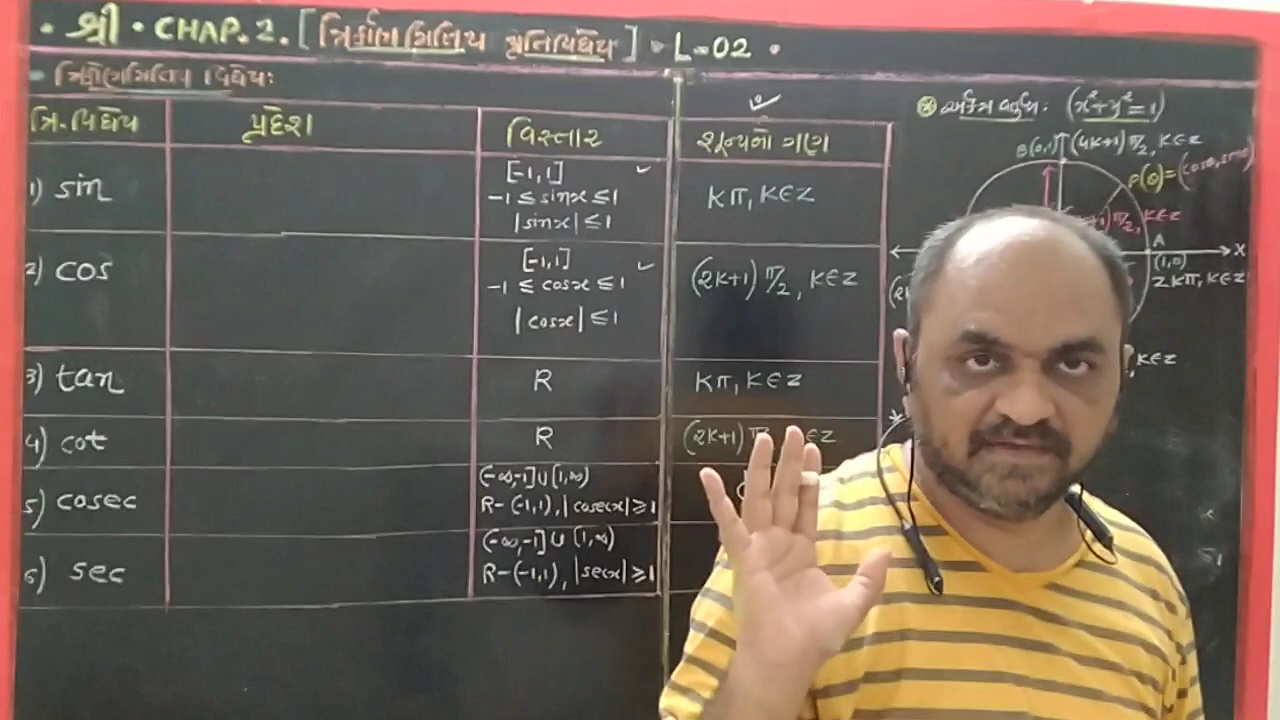 • श्री • CHAP. 2. [ ત્રિકોણમિતિય પ્રતિવિધેય ] • L-02 •
• ત્રિકોણમિતિય વિધેય:
ત્રિ-વિધેય પ્રદેશ વિસ્તાર શૂન્યનો ગણ
1) sin [-1,1] ✓ kπ, k∈Z
-1 ≤ sinx ≤ 1
|sinx| ≤ 1
2) cos [-1,1] ✓ (2k+1) π/2, k∈Z
-1 ≤ cosx ≤ 1
|cosx| ≤ 1
3) tan R kπ, k∈Z
4) cot R (2k+1)
5) cosec (-∞,-1]∪[1,∞)
R-(-1,1), |cosecx| ≥ 1
6) sec (-∞,-1]∪[1,∞)
R-(-1,1), |secx| ≥ 1
(x²+y²=1)
B(0,1) (4k+1) π/2, k∈Z
P(θ)=(cosθ, sinθ)
π/2, k∈Z
A X
(1,0)
2kπ, k∈Z
k∈Z